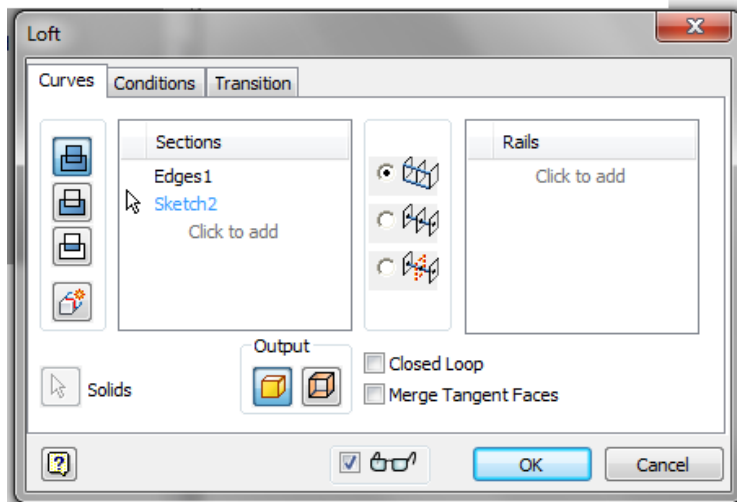 Loft
Curves Conditions Transition
Sections
Rails
Edges1
Click to add
Sketch2
Click to add
Output
Solids
Closed Loop
Merge Tangent Faces
OK
Cancel